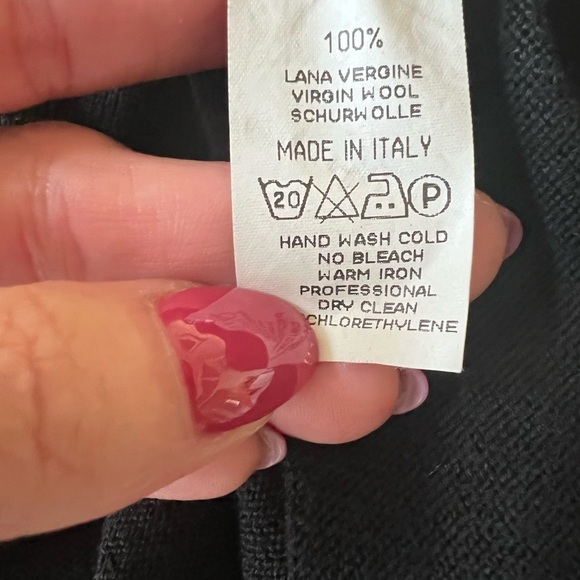 100%
LANA VERGINE
VIRGIN WOOL
SCHURWOLLE
MADE IN ITALY
20 P
HAND WASH COLD
NO BLEACH
WARM IRON
PROFESSIONAL
DRY CLEAN
CHLORETHYLENE